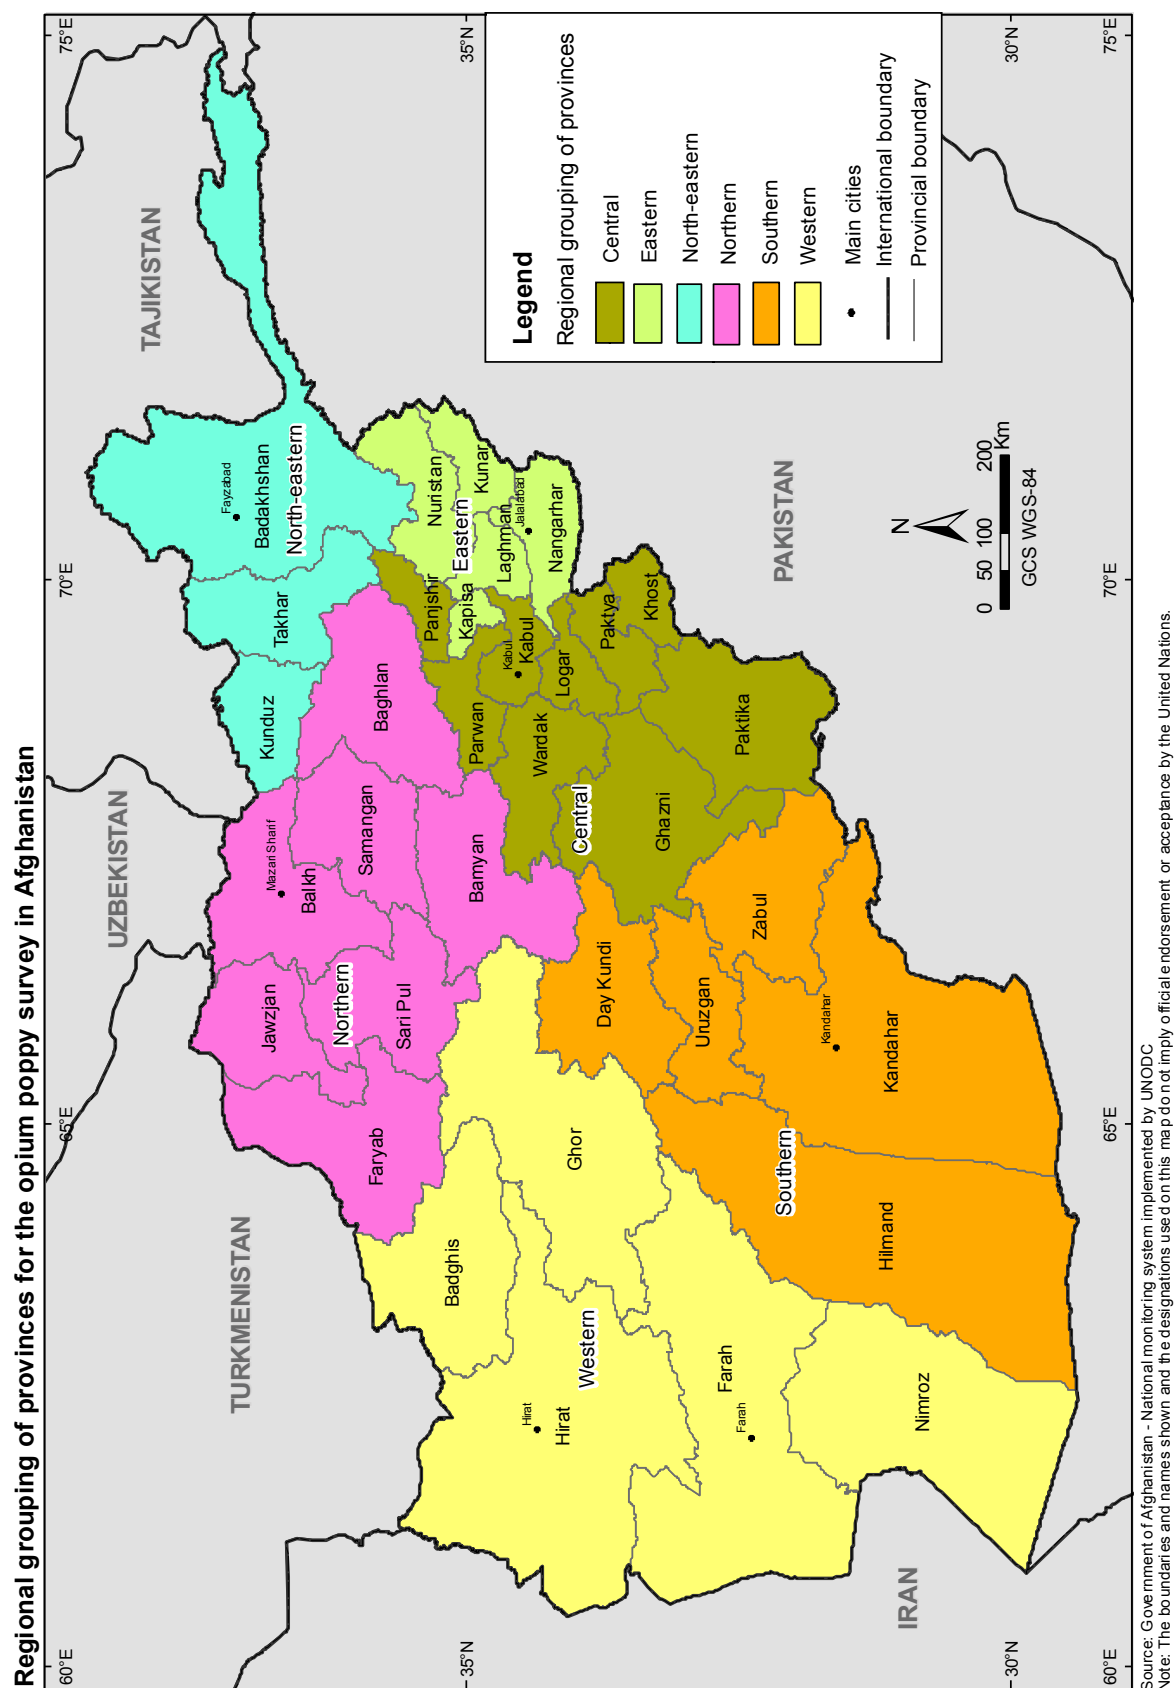 Regional grouping of provinces for the opium poppy survey in Afghanistan
60°E
65°E
70°E
75°E
UZBEKISTAN
TAJIKISTAN
TURKMENISTAN
Fayzabad
Badakhshan
North-eastern
Takhar
Kunduz
Mazari Sharif
Balkh
Jawzjan
Northern
Samangan
Baghlan
Sari Pul
Faryab
Nuristan
Kunar
Eastern
Laghman
Jalalabad
Nangarhar
Panjshir
Kapisa
Parwan
Kabul
Kabul
Bamyan
Wardak
Logar
Paktya
Khost
Central
Ghazni
Paktika
Badghis
Ghor
Hirat
Hirat
Western
Day Kundi
Uruzgan
Zabul
Farah
Farah
Southern
Kandahar
Kandahar
Hilmand
Nimroz
PAKISTAN
IRAN
35°N
35°N
30°N
30°N
Legend
Regional grouping of provinces
Central
Eastern
North-eastern
Northern
Southern
Western
Main cities
International boundary
Provincial boundary
N
0 50 100 200
Km
GCS WGS-84
60°E
65°E
70°E
75°E
Source: Government of Afghanistan - National monitoring system implemented by UNODC
Note: The boundaries and names shown and the designations used on this map do not imply official endorsement or acceptance by the United Nations.